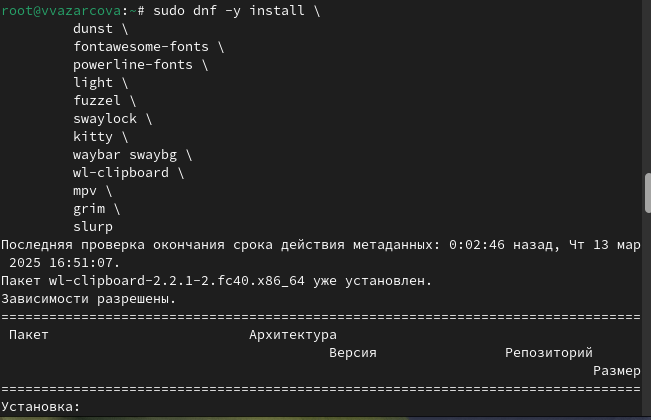 root@vvazarcova:~# sudo dnf -y install \
dunst \
fontawesome-fonts \
powerline-fonts \
light \
fuzzel \
swaylock \
kitty \
waybar swaybg \
wl-clipboard \
mpv \
grim \
slurp
Последняя проверка окончания срока действия метаданных: 0:02:46 назад, Чт 13 мар
2025 16:51:07.
Пакет wl-clipboard-2.2.1-2.fc40.x86_64 уже установлен.
Зависимости разрешены.
================================================================================
Пакет Архитектура
Версия Репозиторий
Размер
================================================================================
Установка: